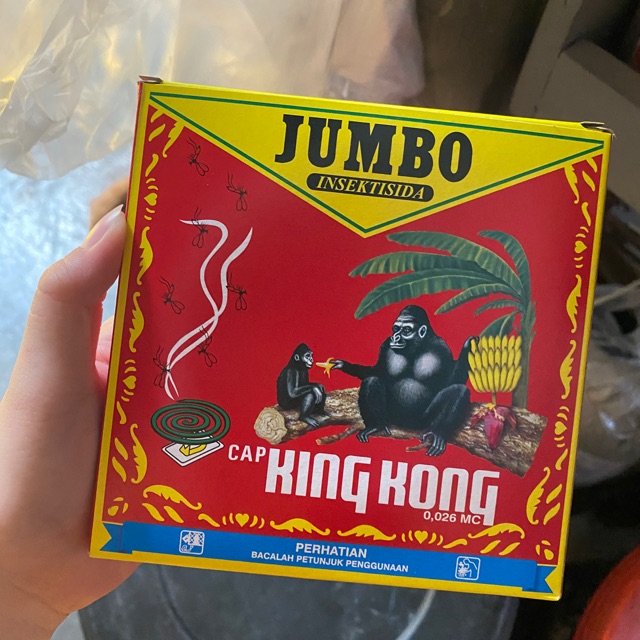 JUMBO
INSEKTISIDA
CAP
KING KONG
0,026 MC
PERHATIAN
BACALAH PETUNJUK PENGGUNAAN